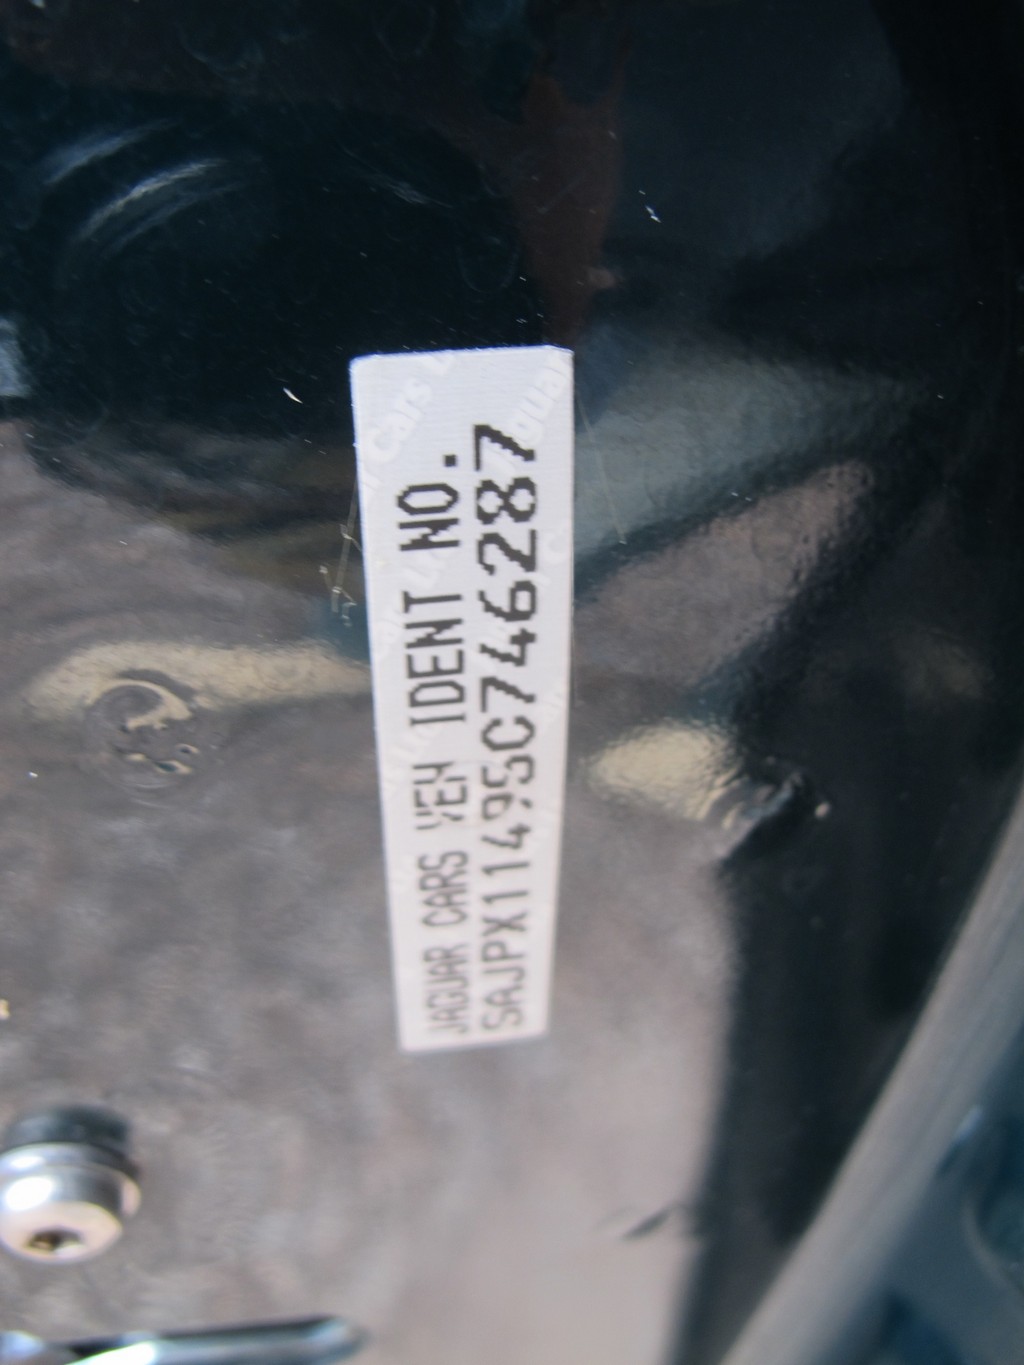 JAGUAR CARS VEH IDENT NO.
SAJPX1149SC746287